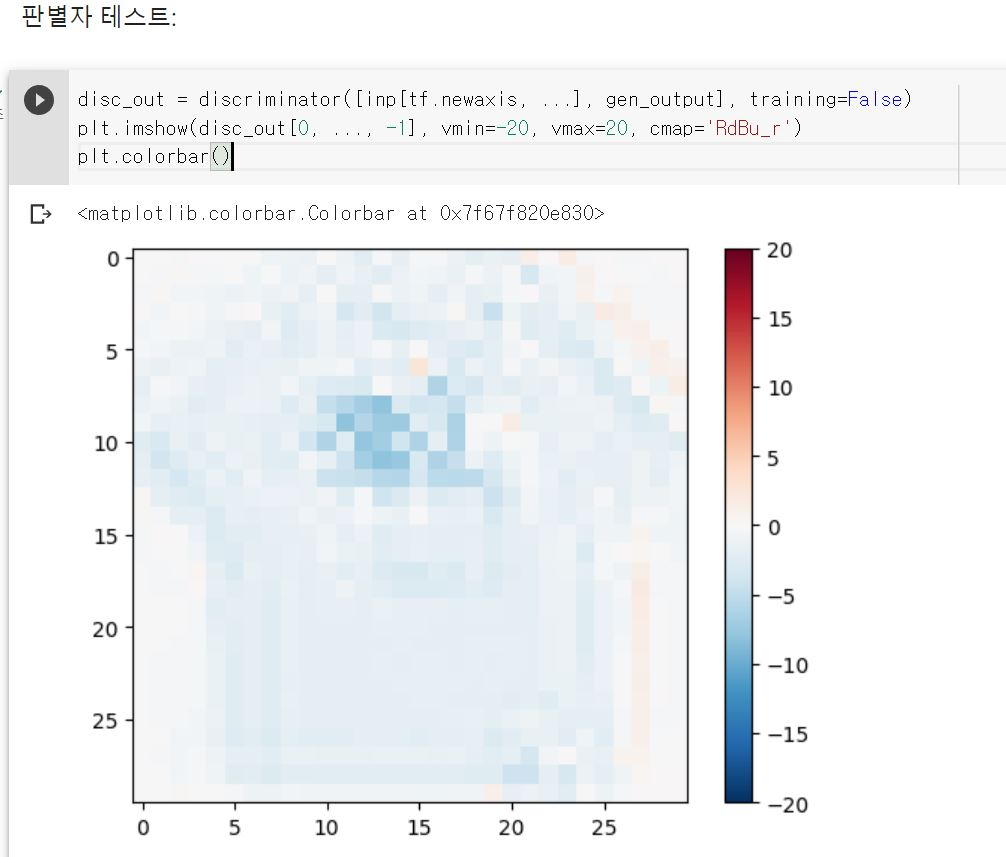 판별자 테스트:
disc_out = discriminator([inp[tf.newaxis, ...], gen_output], training=False)
plt.imshow(disc_out[0, ..., -1], vmin=-20, vmax=20, cmap='RdBu_r')
plt.colorbar()
<matplotlib.colorbar.Colorbar at 0x7f67f820e830>
0
5
10
15
20
25
0 5 10 15 20 25
20
15
10
5
0
−5
−10
−15
−20